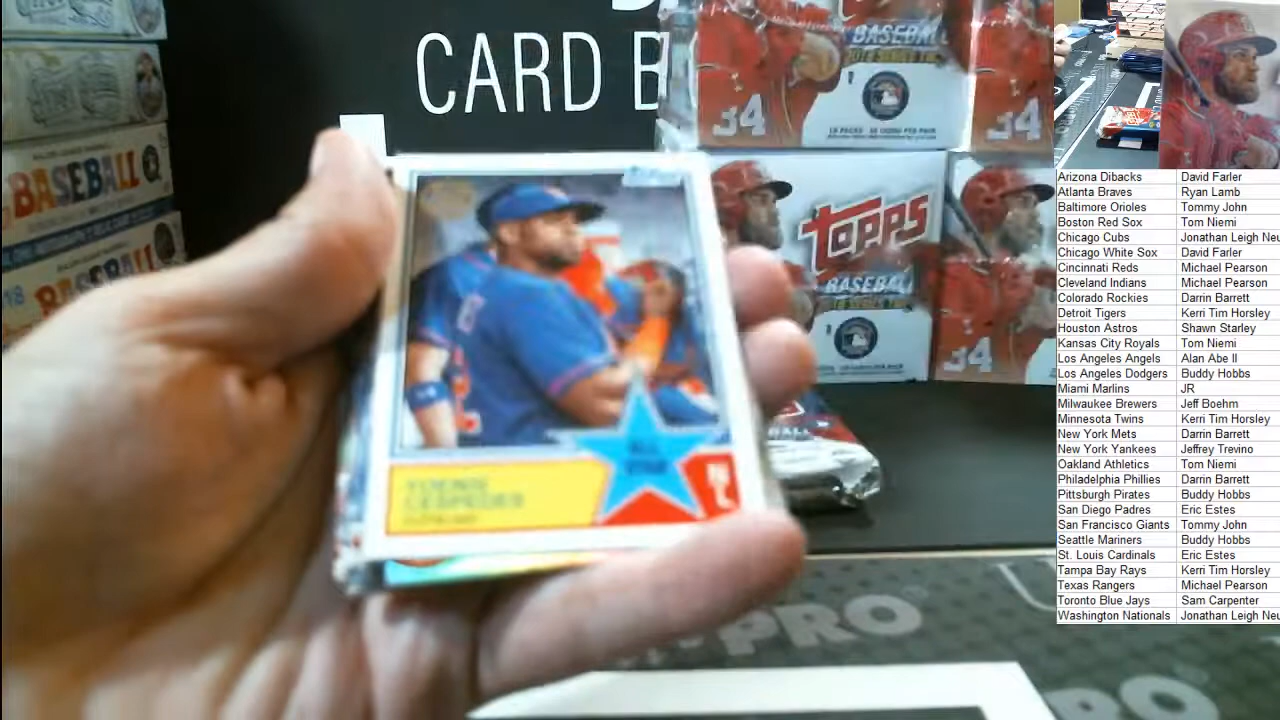 CARD B
BASEBALL
34
34
TOPPS
BASEBALL
34
BASEBALL
BASEBALL
YOENIS
CESPEDES
ALL
STAR
NL
PRO
Arizona Dibacks David Farler
Atlanta Braves Ryan Lamb
Baltimore Orioles Tommy John
Boston Red Sox Tom Niemi
Chicago Cubs Jonathan Leigh Neu
Chicago White Sox David Farler
Cincinnati Reds Michael Pearson
Cleveland Indians Michael Pearson
Colorado Rockies Darrin Barrett
Detroit Tigers Kerri Tim Horsley
Houston Astros Shawn Starley
Kansas City Royals Tom Niemi
Los Angeles Angels Alan Abe II
Los Angeles Dodgers Buddy Hobbs
Miami Marlins JR
Milwaukee Brewers Jeff Boehm
Minnesota Twins Kerri Tim Horsley
New York Mets Darrin Barrett
New York Yankees Jeffrey Trevino
Oakland Athletics Tom Niemi
Philadelphia Phillies Darrin Barrett
Pittsburgh Pirates Buddy Hobbs
San Diego Padres Eric Estes
San Francisco Giants Tommy John
Seattle Mariners Buddy Hobbs
St. Louis Cardinals Eric Estes
Tampa Bay Rays Kerri Tim Horsley
Texas Rangers Michael Pearson
Toronto Blue Jays Sam Carpenter
Washington Nationals Jonathan Leigh Neu